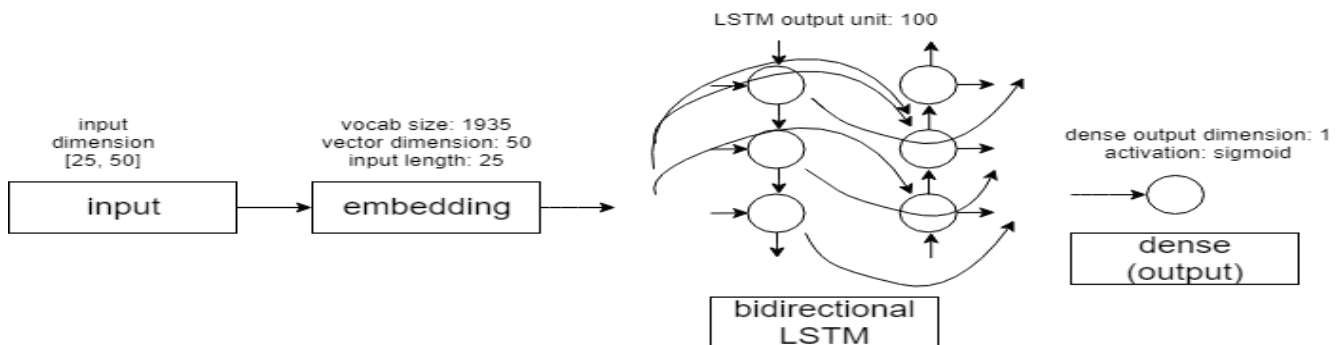 LSTM output unit: 100
input
dimension
[25, 50]
input
vocab size: 1935
vector dimension: 50
input length: 25
embedding
bidirectional
LSTM
dense output dimension: 1
activation: sigmoid
dense
(output)